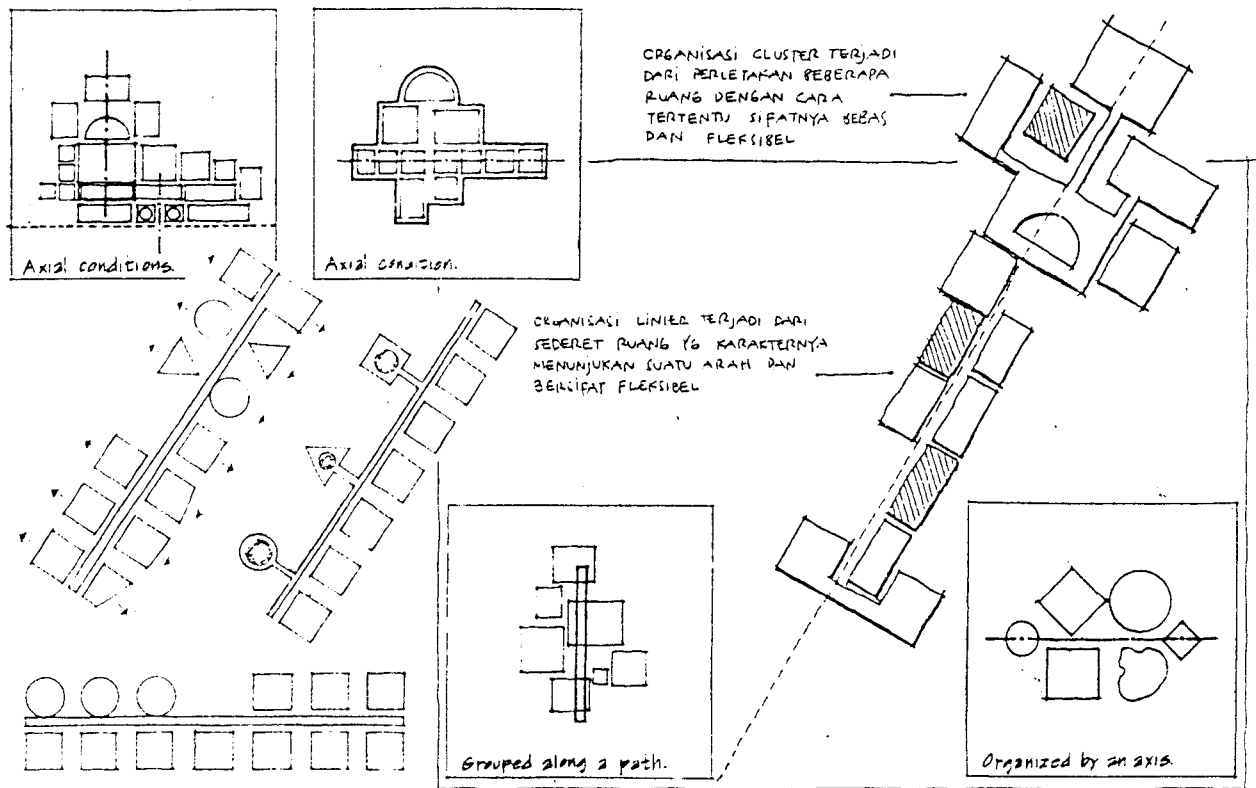 ORGANISASI CLUSTER TERJADI
DARI PERLETAKAN BEBERAPA
RUANG DENGAN CARA
TERTENTU SIFATNYA BEBAS
DAN FLEKSIBEL
Axial conditions.
Axial condition.
ORGANISASI LINIER TERJADI DARI
SEDERET RUANG YG KARAKTERNYA
MENUNJUKAN SUATU ARAH DAN
BERSIFAT FLEKSIBEL
Grouped along a path.
Organized by an axis.